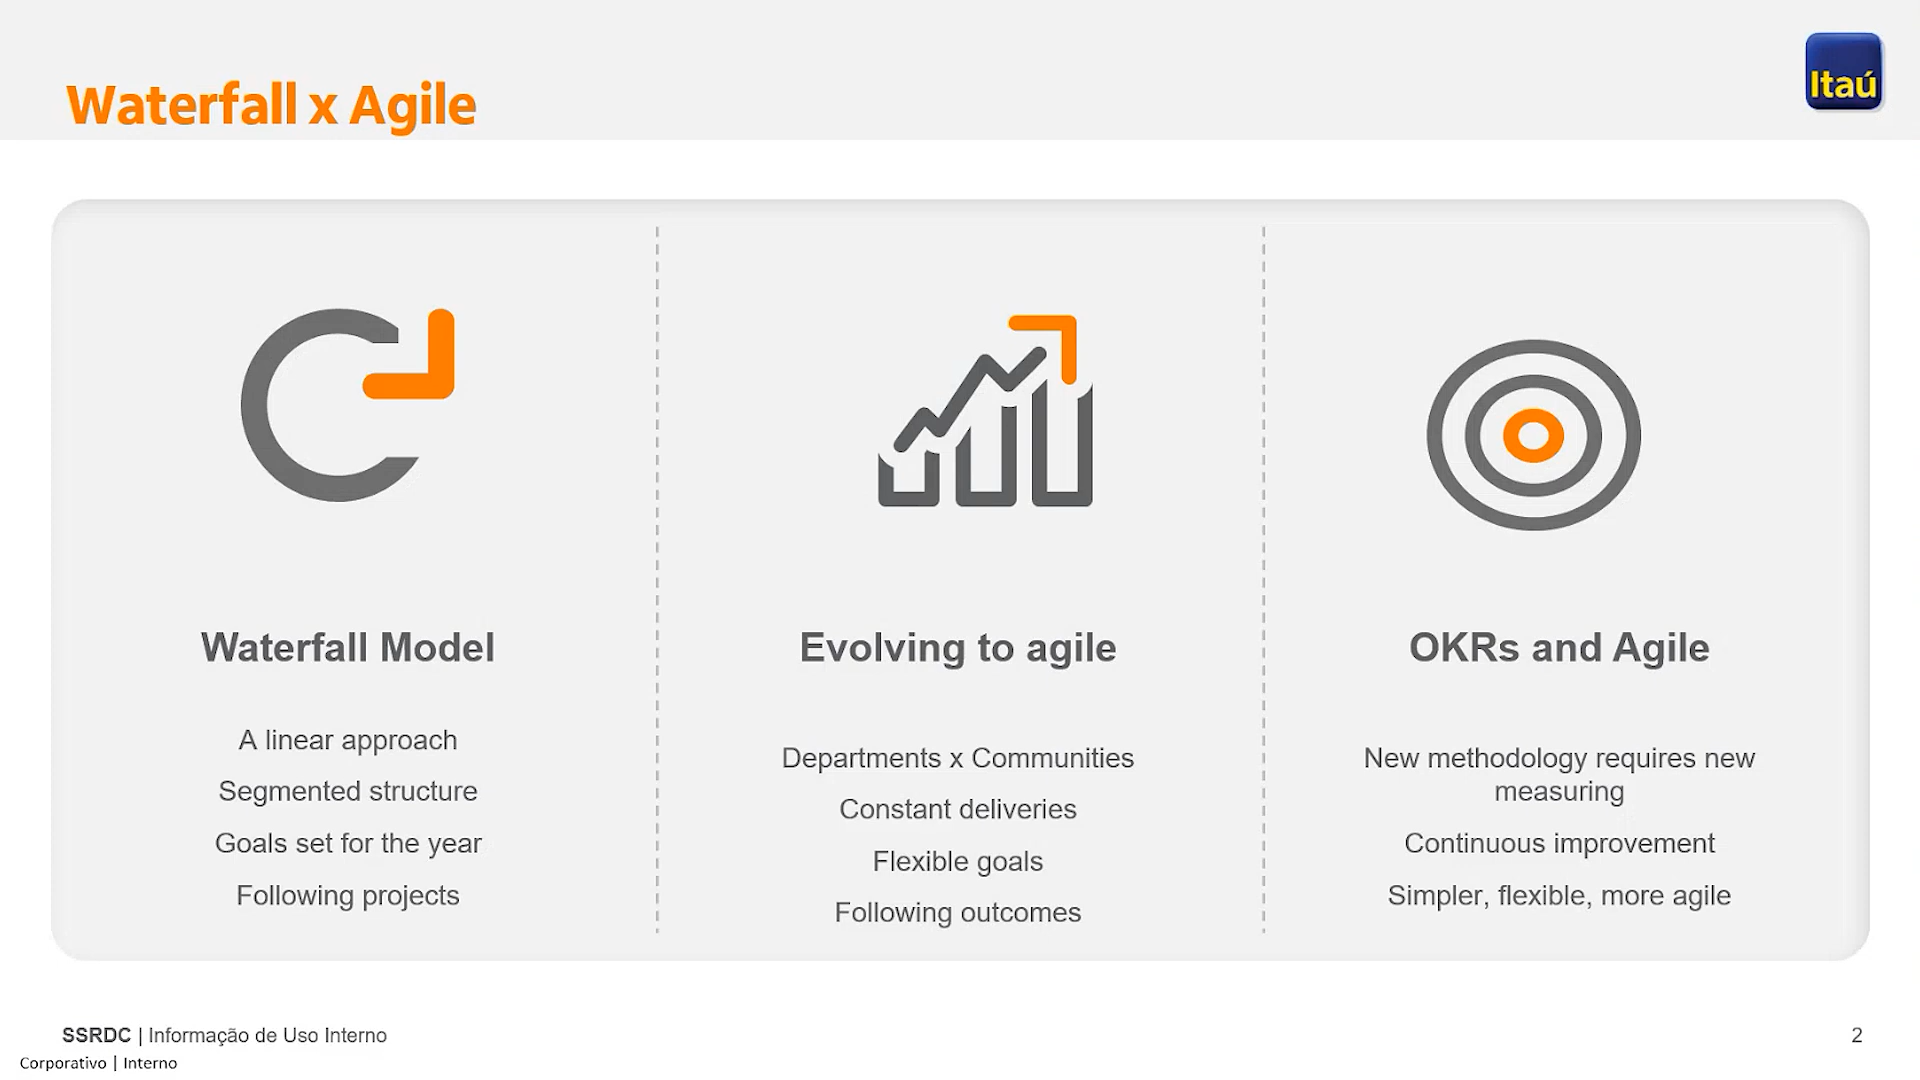 Waterfall x Agile
Itaú
Waterfall Model
A linear approach
Segmented structure
Goals set for the year
Following projects
Evolving to agile
Departments x Communities
Constant deliveries
Flexible goals
Following outcomes
OKRs and Agile
New methodology requires new
measuring
Continuous improvement
Simpler, flexible, more agile
SSRDC | Informação de Uso Interno
2
Corporativo | Interno